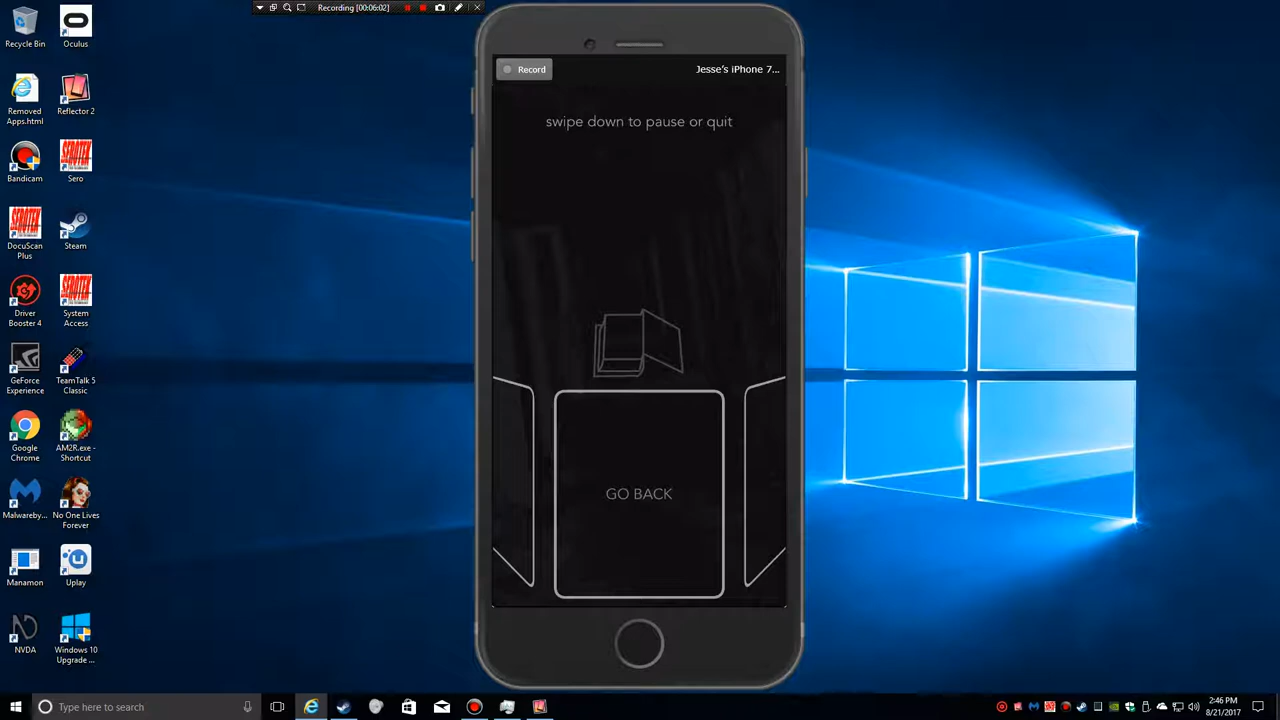 Recording [00:06:02]
Recycle Bin
Oculus
Removed
Apps.html
Reflector 2
Bandicam
SEROTEK
Sero
SEROTEK
DocuScan
Plus
Steam
Driver
Booster 4
SEROTEK
System
Access
GeForce
Experience
TeamTalk 5
Classic
Google
Chrome
AM2R.exe -
Shortcut
Malwareby...
No One Lives
Forever
Manamon
Uplay
NVDA
Windows 10
Upgrade ...
Record
Jesse's iPhone 7...
swipe down to pause or quit
GO BACK
Type here to search
2:46 PM
8/21/2017